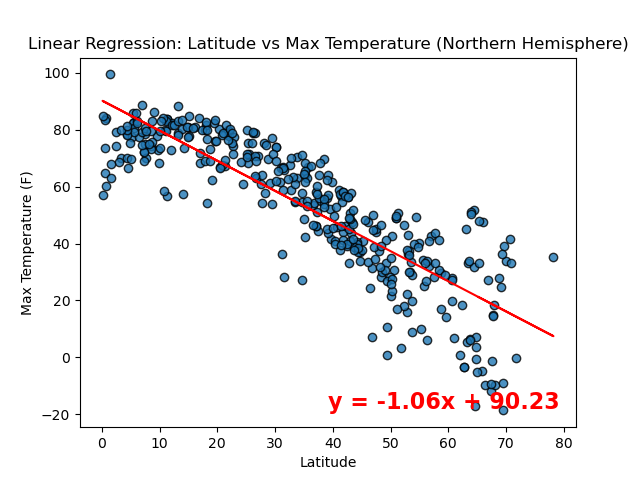 Linear Regression: Latitude vs Max Temperature (Northern Hemisphere)
Max Temperature (F)
100
80
60
40
20
0
−20
y = -1.06x + 90.23
0 10 20 30 40 50 60 70 80
Latitude